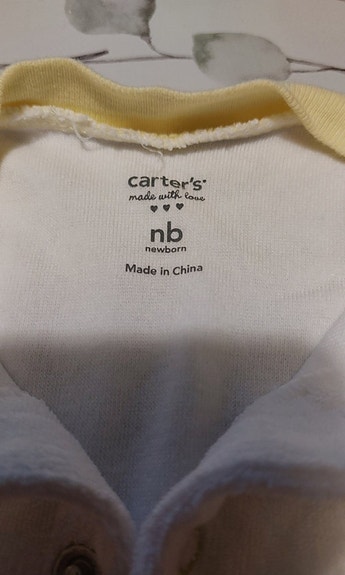 carter's
made with love
nb
newborn
Made in China